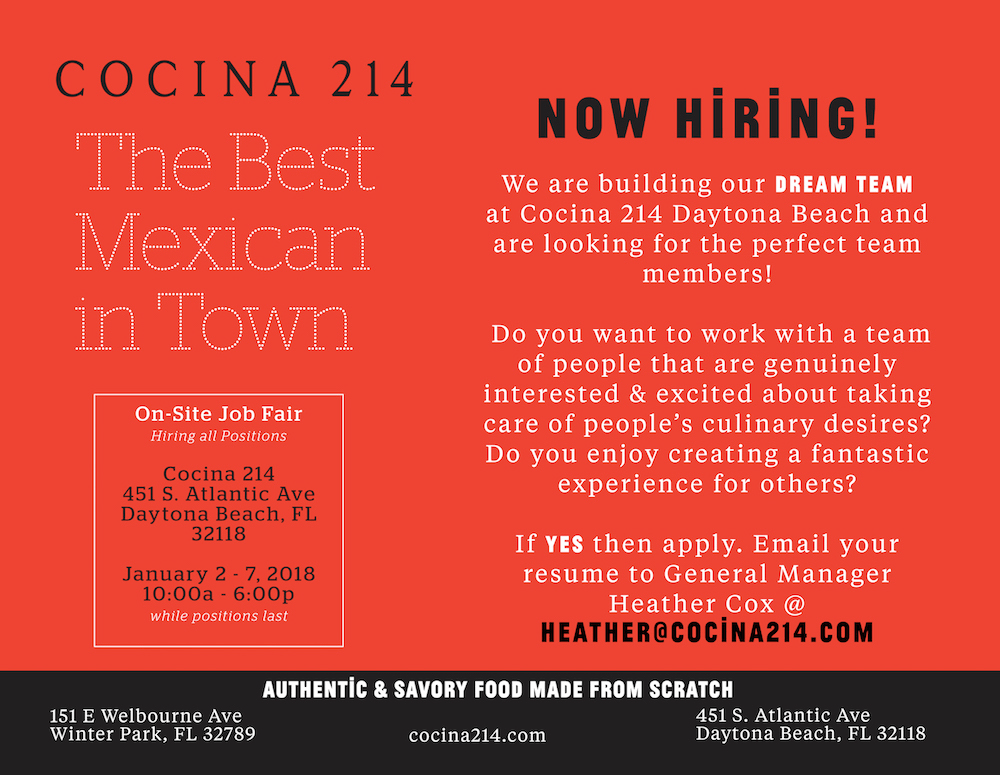 COCINA 214
The Best
Mexican
in Town
On-Site Job Fair
Hiring all Positions
Cocina 214
451 S. Atlantic Ave
Daytona Beach, FL
32118
January 2 - 7, 2018
10:00a - 6:00p
while positions last
NOW HiRiNG!
We are building our DREAM TEAM
at Cocina 214 Daytona Beach and
are looking for the perfect team
members!
Do you want to work with a team
of people that are genuinely
interested & excited about taking
care of people’s culinary desires?
Do you enjoy creating a fantastic
experience for others?
If YES then apply. Email your
resume to General Manager
Heather Cox @
HEATHER@COCiNA214.COM
AUTHENTiC & SAVORY FOOD MADE FROM SCRATCH
151 E Welbourne Ave
Winter Park, FL 32789
cocina214.com
451 S. Atlantic Ave
Daytona Beach, FL 32118